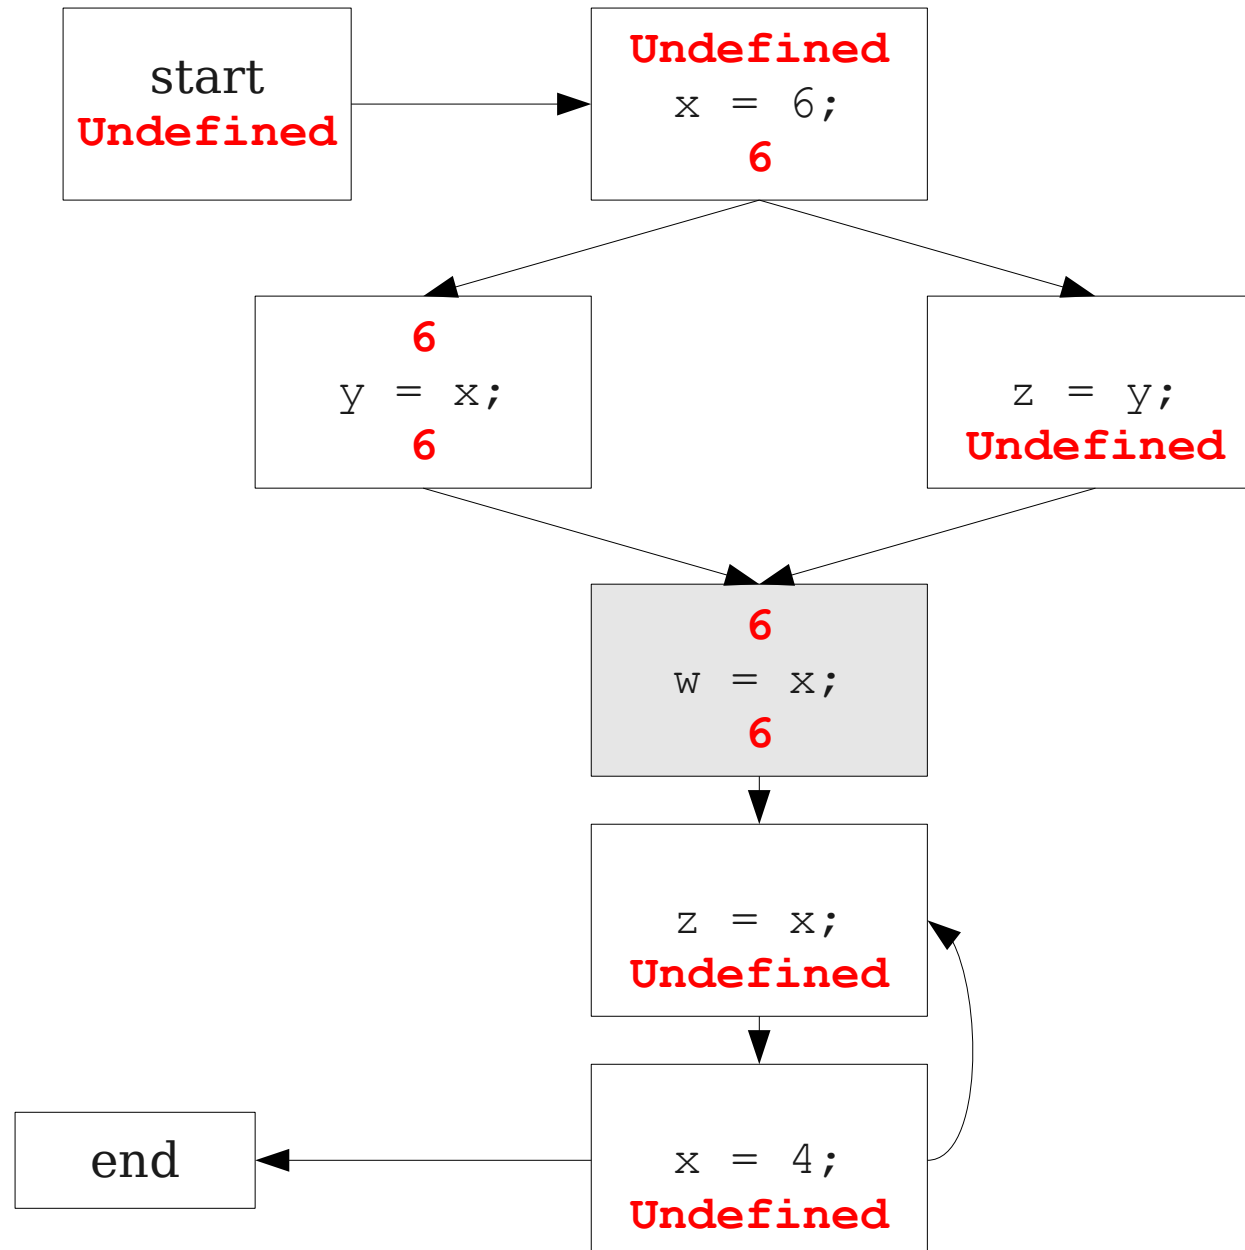 start
Undefined
Undefined
x = 6;
6
6
y = x;
6
z = y;
Undefined
6
w = x;
6
z = x;
Undefined
end
x = 4;
Undefined